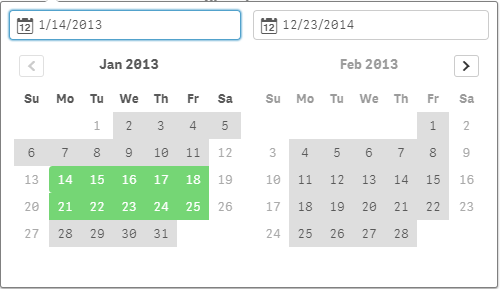 12 1/14/2013 12 12/23/2014
Jan 2013 Feb 2013
Su Mo Tu We Th Fr Sa Su Mo Tu We Th Fr Sa
1 2 3 4 5 1 2
6 7 8 9 10 11 12 3 4 5 6 7 8 9
13 14 15 16 17 18 19 10 11 12 13 14 15 16
20 21 22 23 24 25 26 17 18 19 20 21 22 23
27 28 29 30 31 24 25 26 27 28